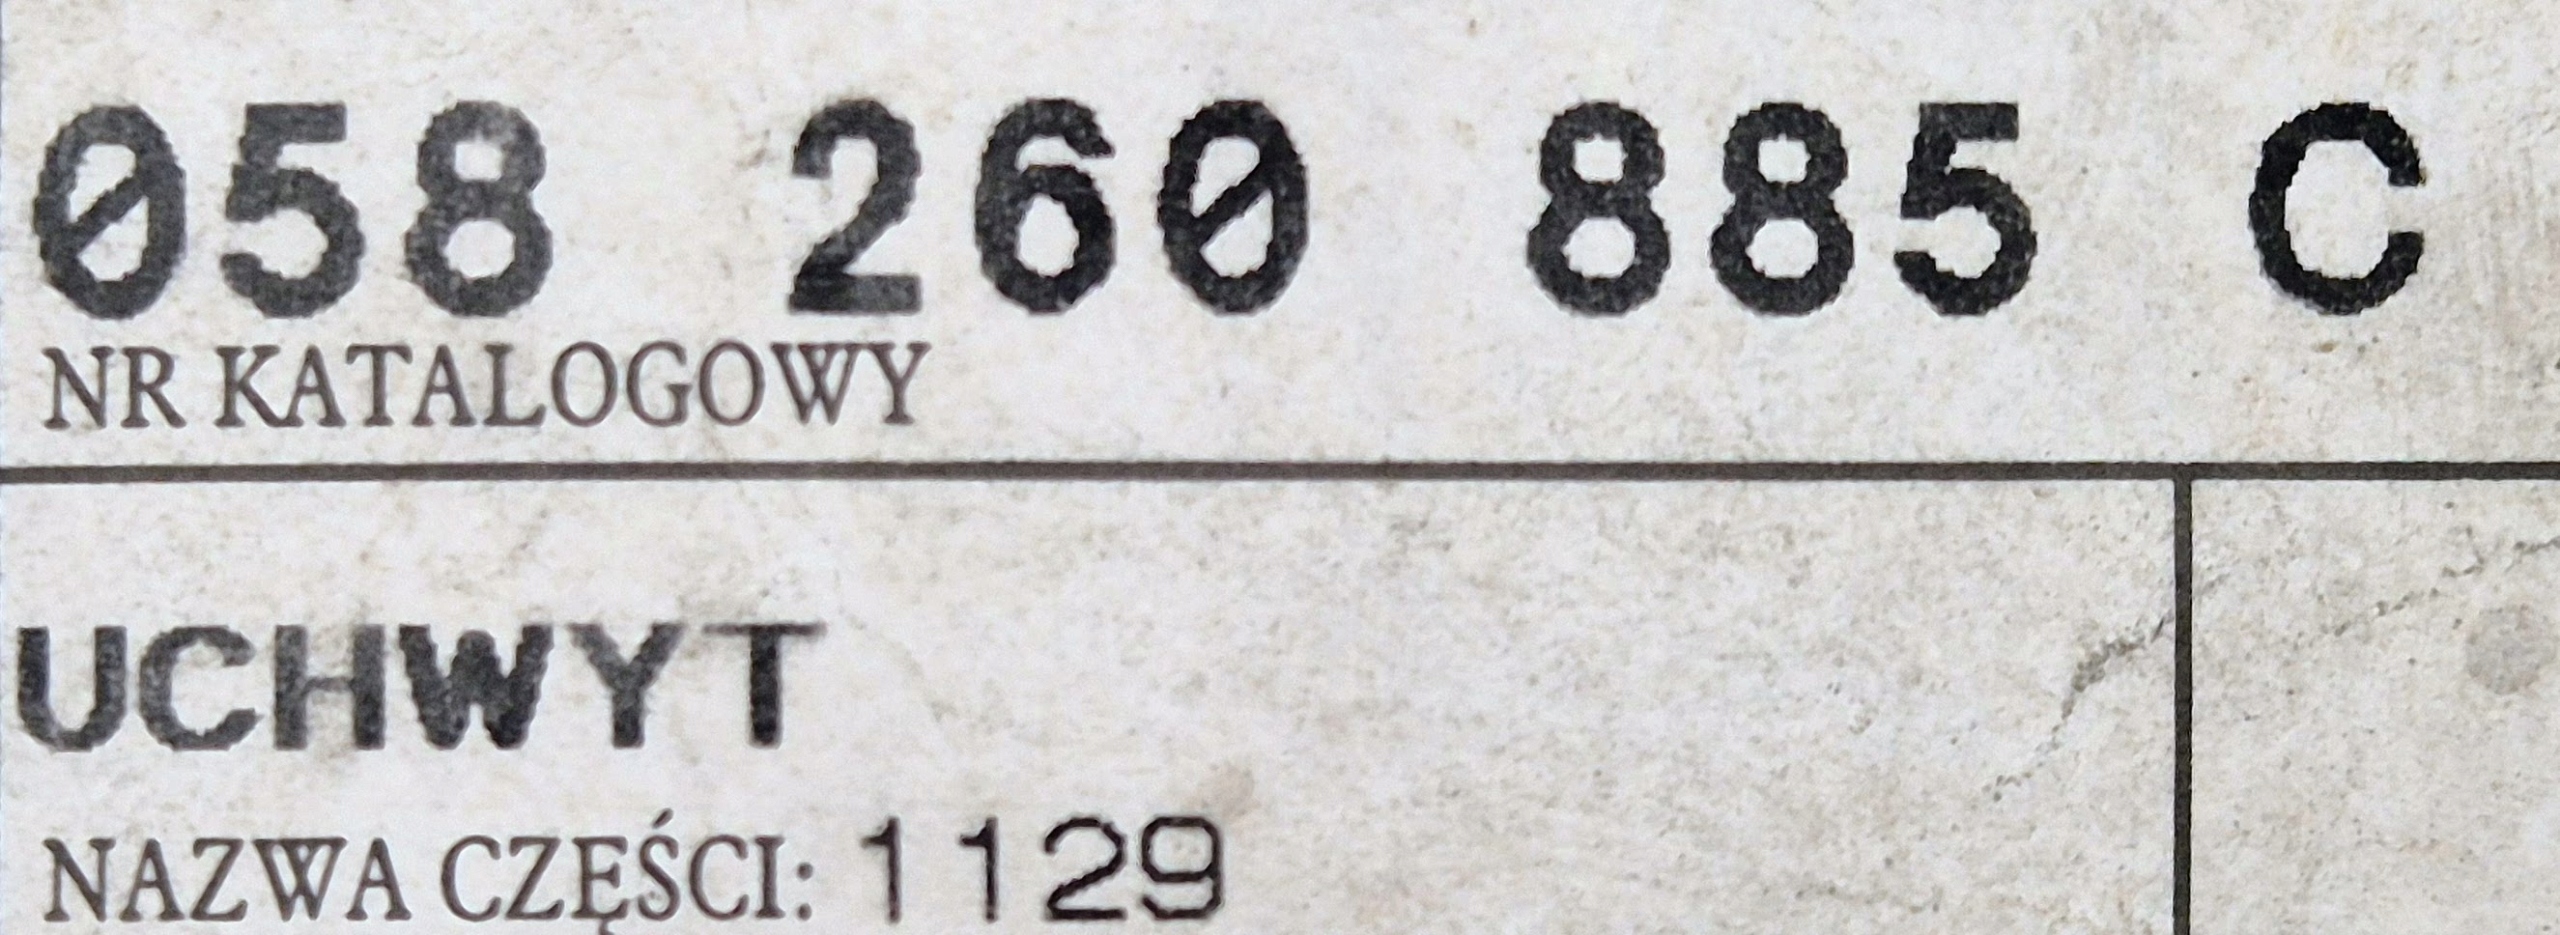 058 260 885 C
NR KATALOGOWY
UCHWYT
NAZWA CZĘŚCI: 1129